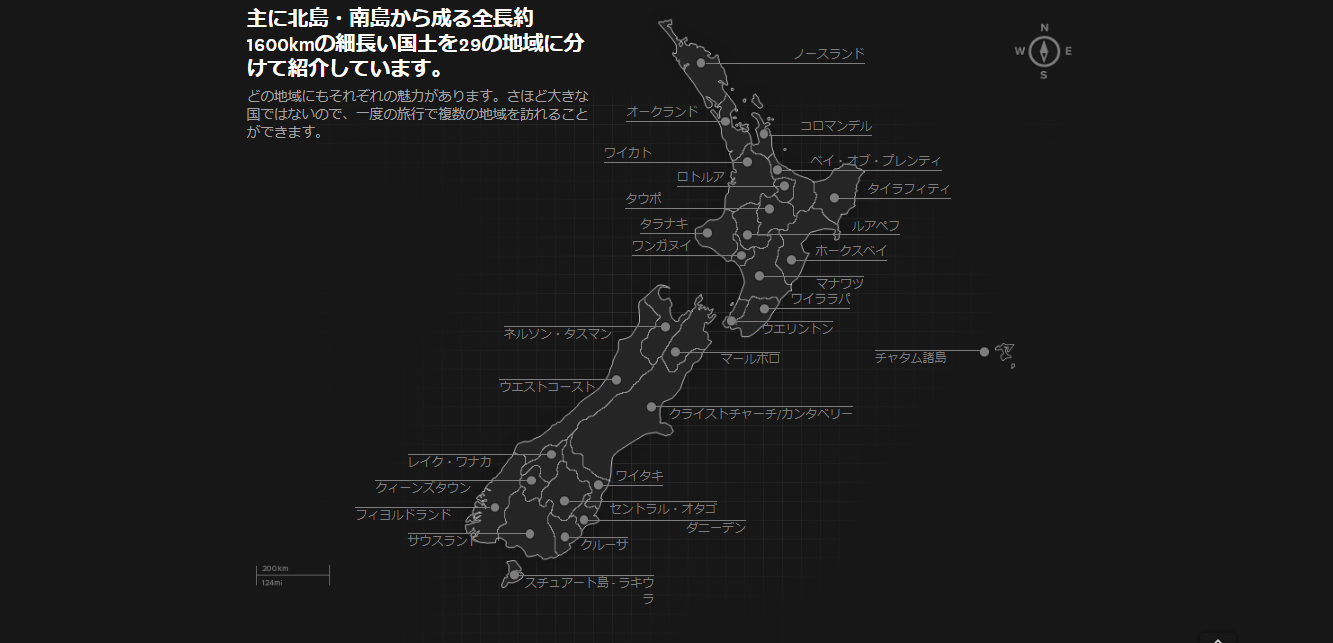 主に北島・南島から成る全長約
1600kmの細長い国土を29の地域に分
けて紹介しています。
どの地域にもそれぞれの魅力があります。さほど大きな
国ではないので、一度の旅行で複数の地域を訪れること
ができます。
N
W E
S
ノースランド
オークランド
コロマンデル
ワイカト
ベイ・オブ・プレンティ
ロトルア
タイラフィティ
タウポ
タラナキ
ルアペフ
ワンガヌイ
ホークスベイ
マナワツ
ワイララパ
ウエリントン
ネルソン・タスマン
マールボロ
チャタム諸島
ウエストコースト
クライストチャーチ/カンタベリー
レイク・ワナカ
ワイタキ
クィーンズタウン
セントラル・オタゴ
フィヨルドランド
ダニーデン
サウスランド
クルーサ
200km
124mi
スチュアート島 - ラキウ
ラ